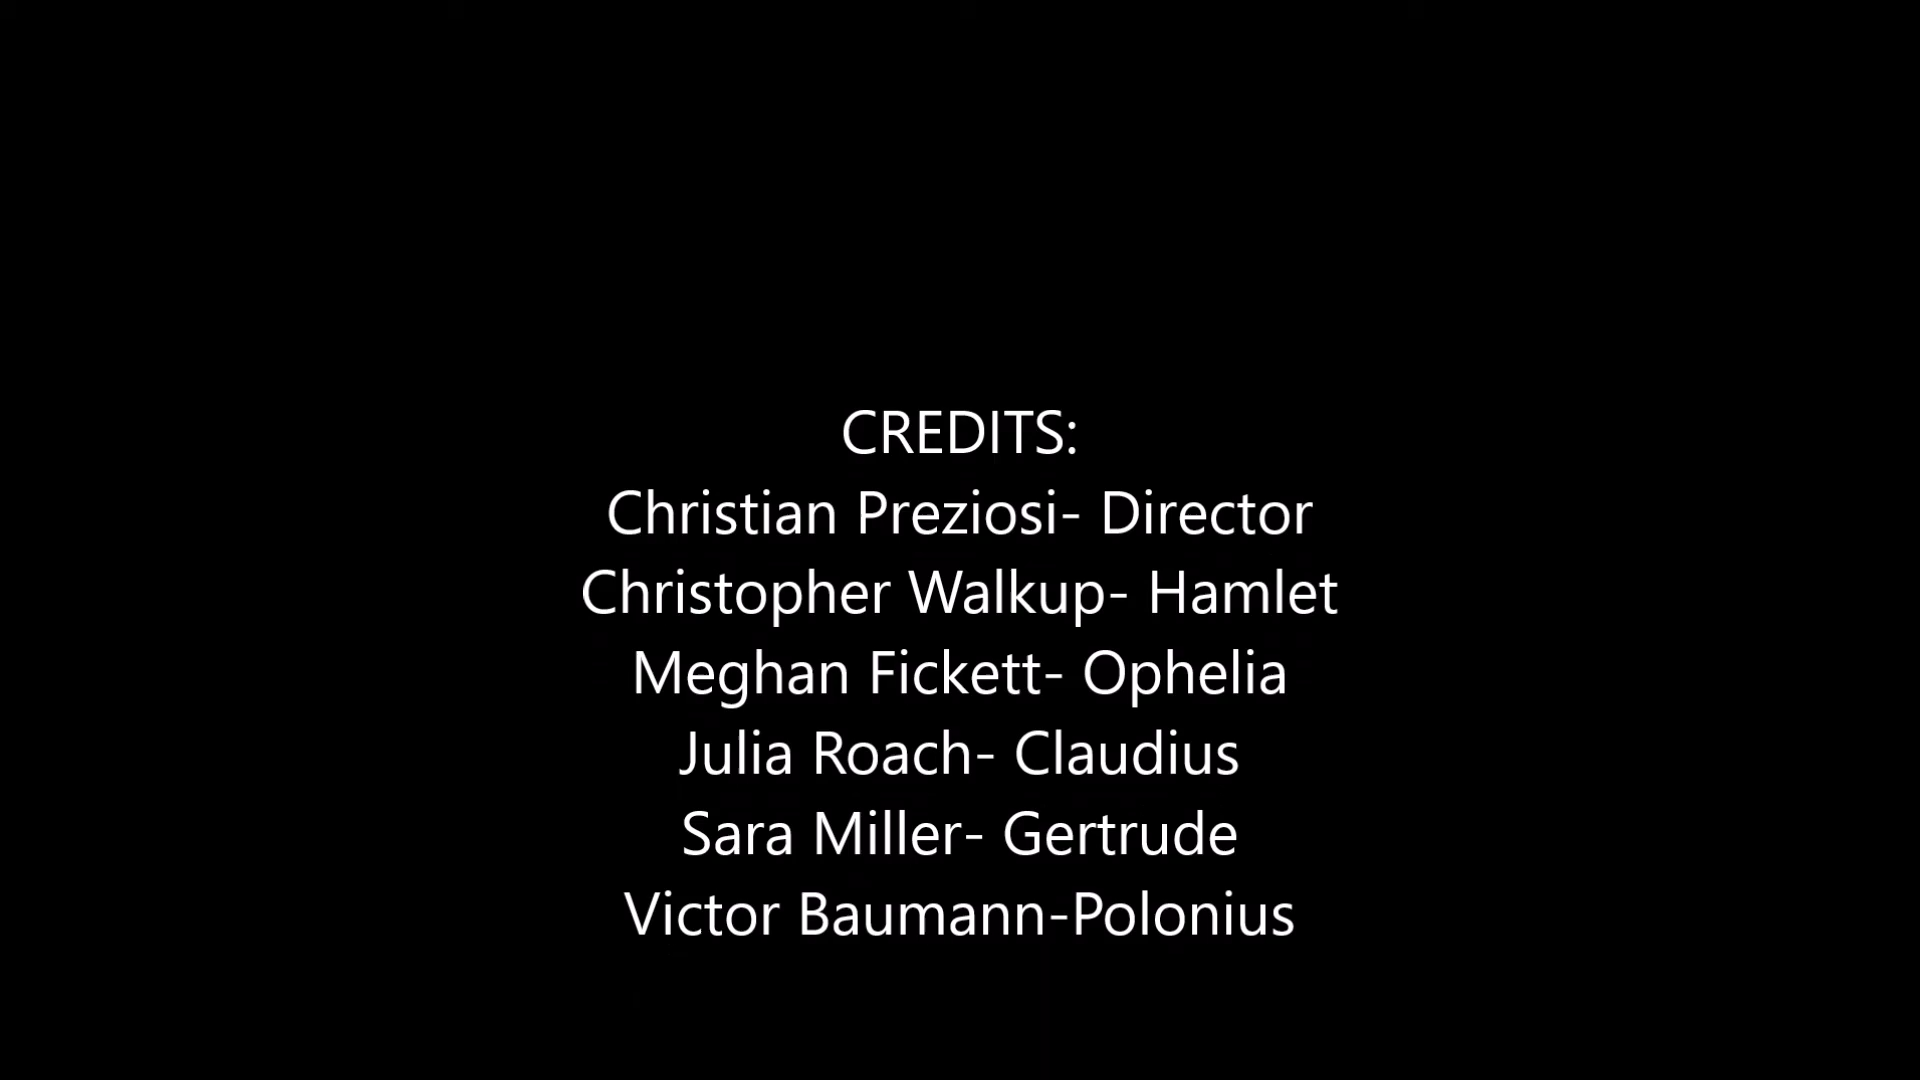 CREDITS:
Christian Preziosi- Director
Christopher Walkup- Hamlet
Meghan Fickett- Ophelia
Julia Roach- Claudius
Sara Miller- Gertrude
Victor Baumann-Polonius